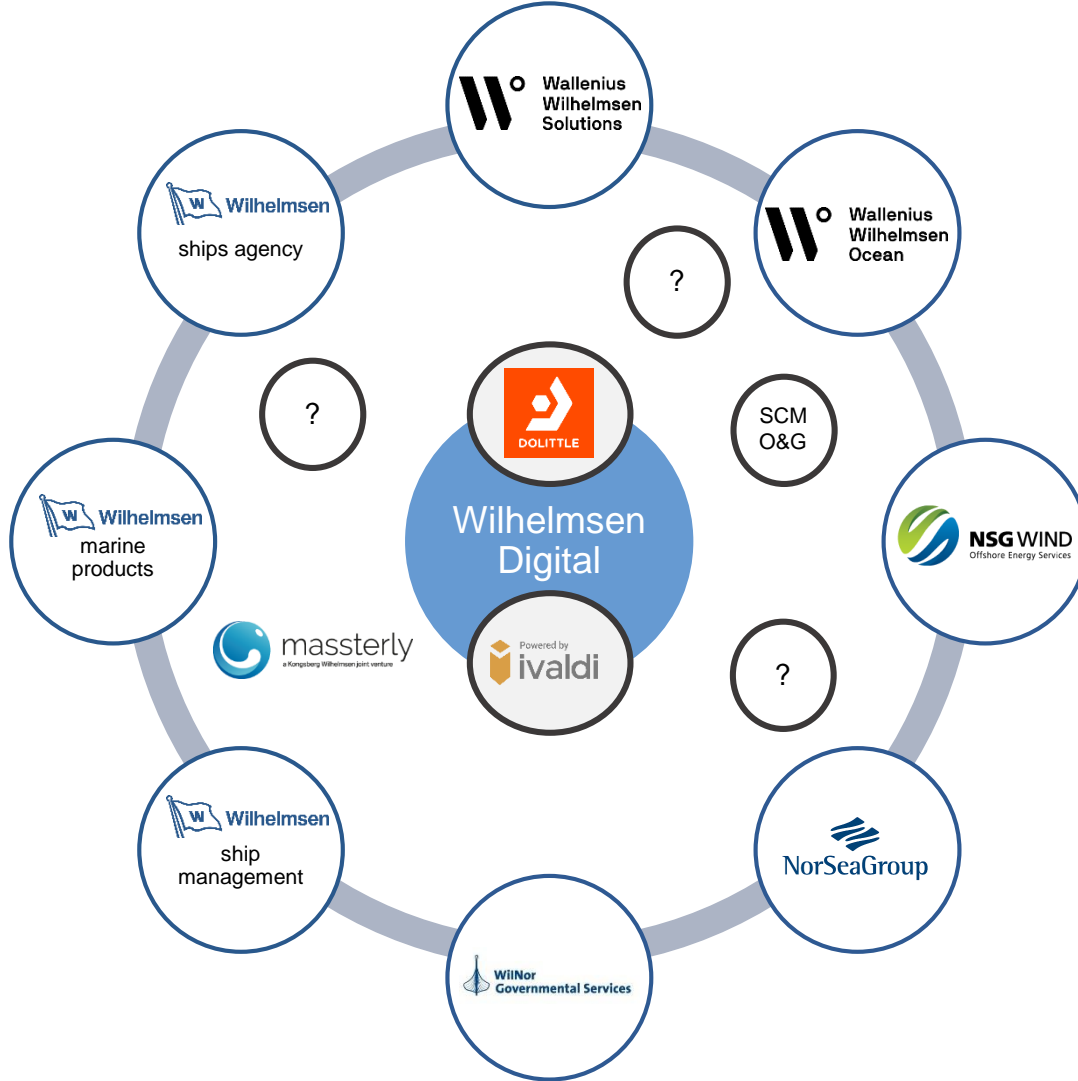 Wallenius
Wilhelmsen
Solutions
W Wilhelmsen
ships agency
Wallenius
Wilhelmsen
Ocean
?
?
DOLITTLE
SCM
O&G
Wilhelmsen
Digital
W Wilhelmsen
marine
products
NSG WIND
Offshore Energy Services
massterly
a Kongsberg Wilhelmsen joint venture
Powered by
ivaldi
?
W Wilhelmsen
ship
management
NorSeaGroup
WilNor
Governmental Services